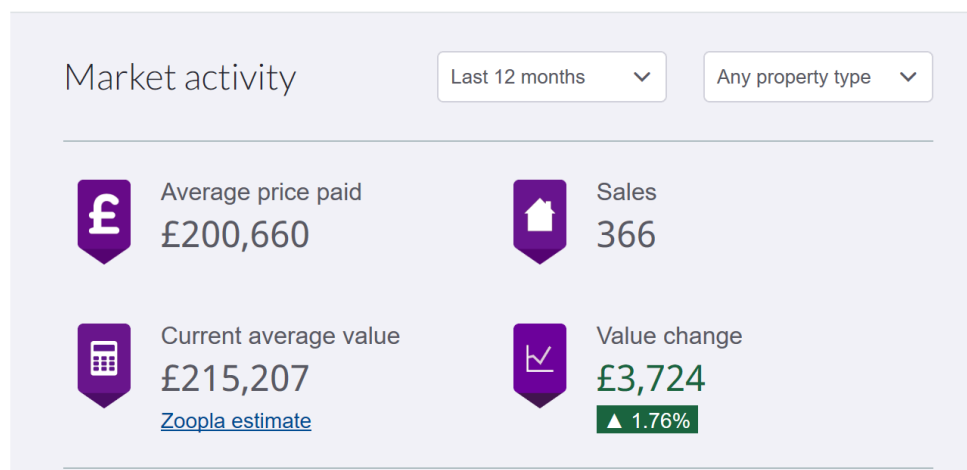 Market activity
Last 12 months
Any property type
£
Average price paid
£200,660
Sales
366
Current average value
£215,207
Zoopla estimate
Value change
£3,724
▲ 1.76%